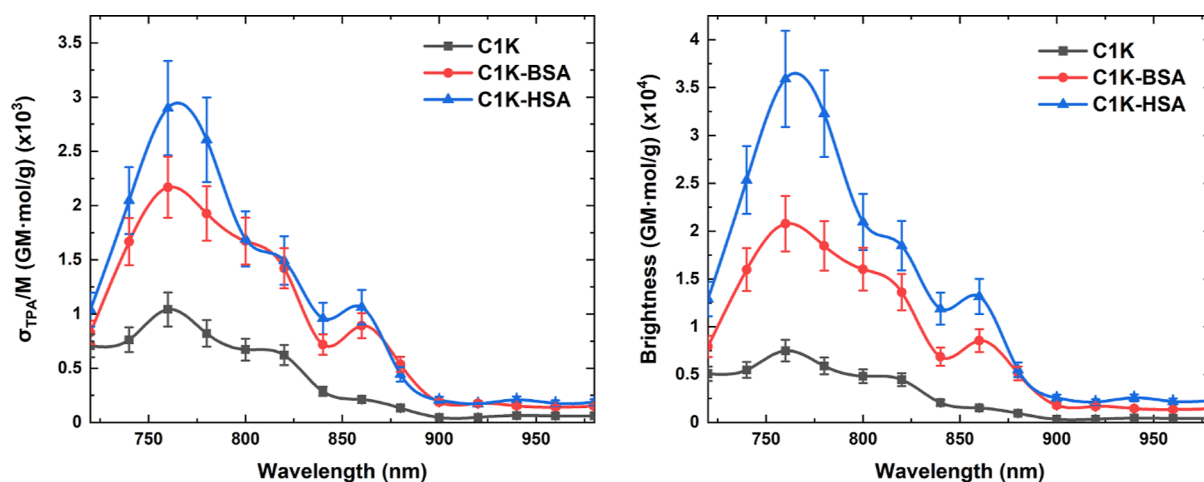 3.5
3
2.5
2
1.5
1
0.5
0
750
800
850
900
950
σTPA/M (GM·mol/g) (x10³)
Wavelength (nm)
C1K
C1K-BSA
C1K-HSA
4
3.5
3
2.5
2
1.5
1
0.5
0
750
800
850
900
950
Brightness (GM·mol/g) (x10⁴)
Wavelength (nm)
C1K
C1K-BSA
C1K-HSA